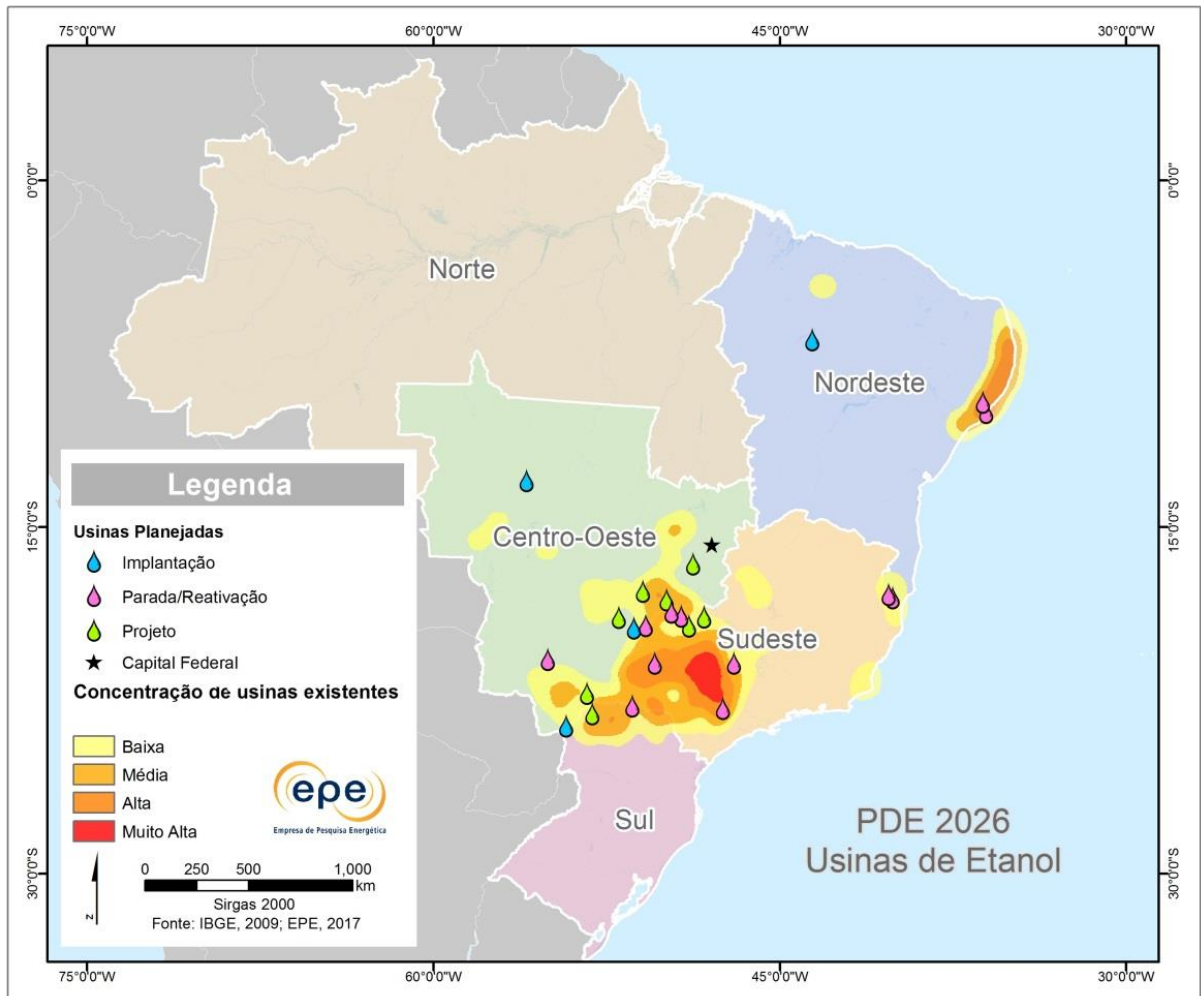 75°0'0"W 60°0'0"W 45°0'0"W 30°0'0"W
0°0'0"
0°0'0"
Norte
Nordeste
Legenda
Usinas Planejadas
Implantação
Parada/Reativação
Projeto
Capital Federal
Concentração de usinas existentes
Baixa
Média
Alta
Muito Alta
epe
Empresa de Pesquisa Energética
N
0 250 500 1,000
km
Sirgas 2000
Fonte: IBGE, 2009; EPE, 2017
15°0'0"S
15°0'0"S
Centro-Oeste
Sudeste
Sul
PDE 2026
Usinas de Etanol
30°0'0"S
30°0'0"S
75°0'0"W 60°0'0"W 45°0'0"W 30°0'0"W